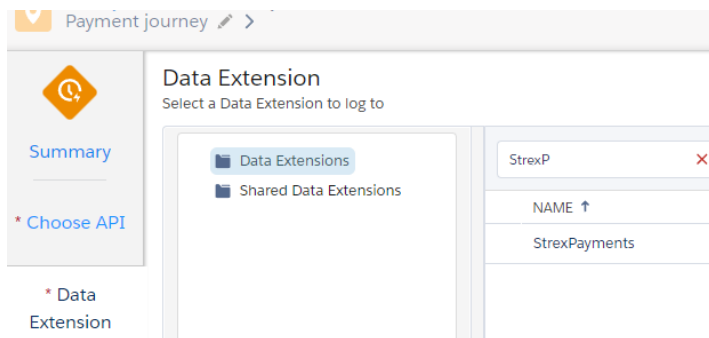 Payment journey
Data Extension
Select a Data Extension to log to
Summary
* Choose API
* Data
Extension
Data Extensions
Shared Data Extensions
StrexP
NAME
StrexPayments